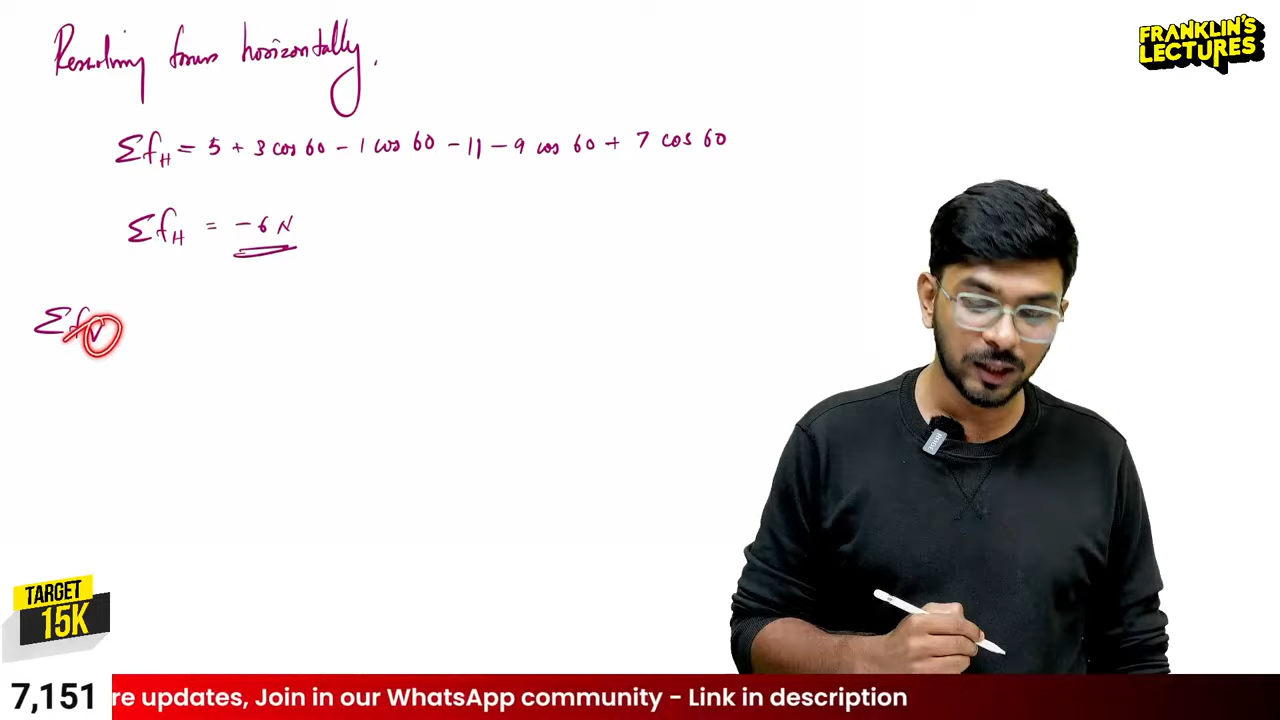 Resolving forces horizontally.
FRANKLIN'S
LECTURES
Σf_H = 5 + 3 cos 60 - 1 cos 60 - 11 - 9 cos 60 + 7 cos 60
Σf_H = -6 N
Σf_V
TARGET
15K
7,151
re updates, Join in our WhatsApp community - Link in description